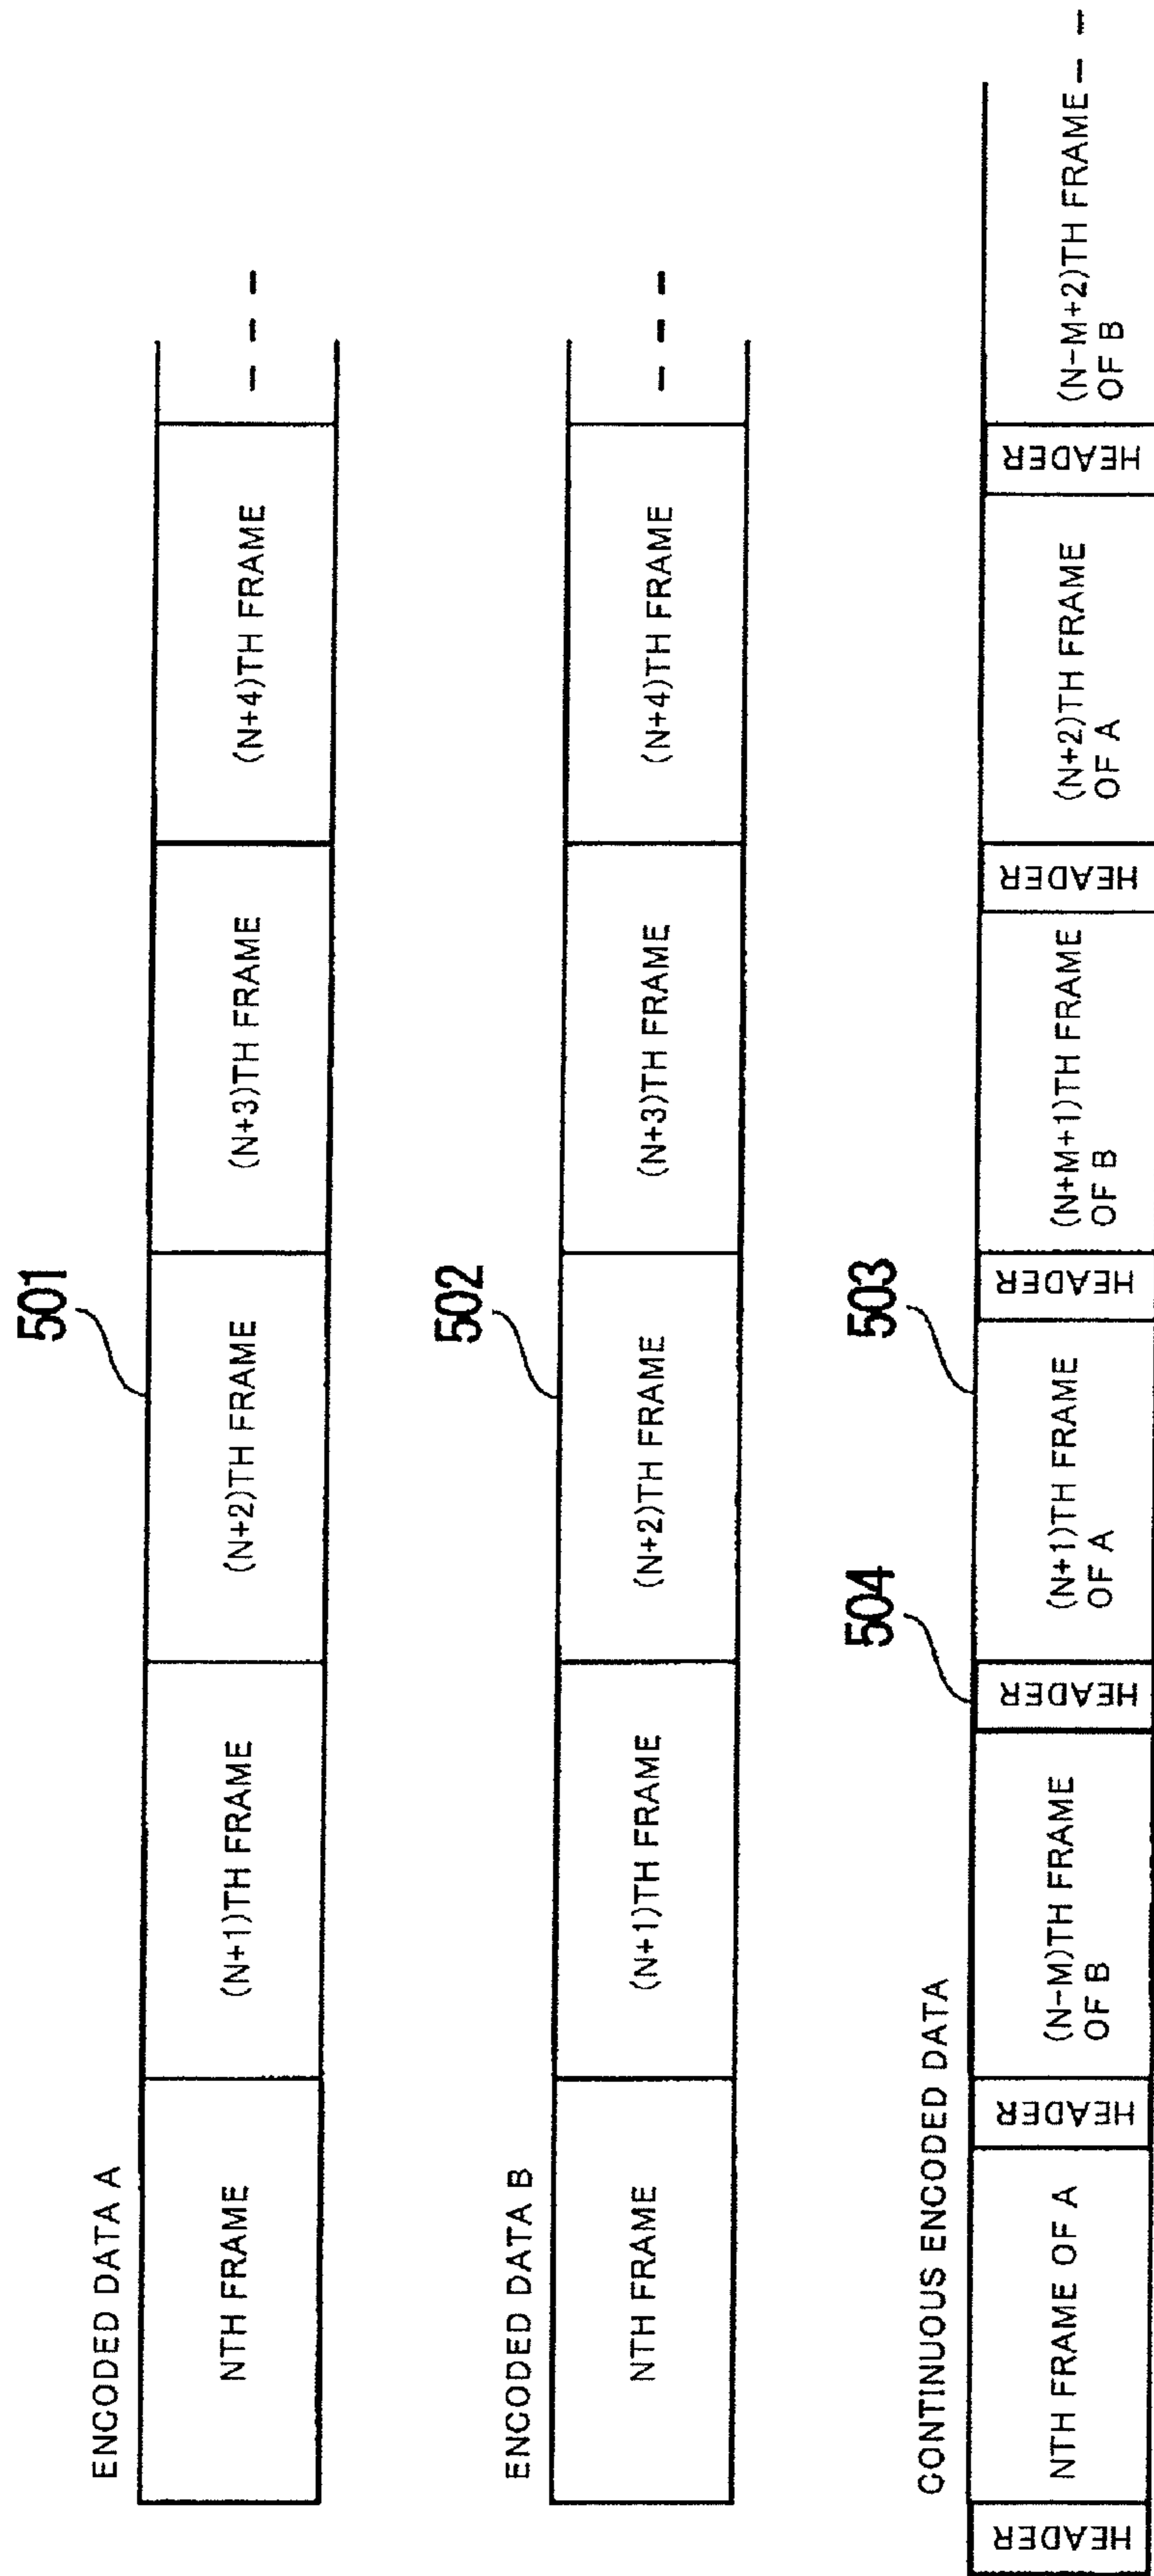 501
ENCODED DATA A
NTH FRAME
(N+1)TH FRAME
(N+2)TH FRAME
(N+3)TH FRAME
(N+4)TH FRAME
502
ENCODED DATA B
NTH FRAME
(N+1)TH FRAME
(N+2)TH FRAME
(N+3)TH FRAME
(N+4)TH FRAME
504
503
CONTINUOUS ENCODED DATA
HEADER
NTH FRAME OF A
HEADER
(N-M)TH FRAME
OF B
HEADER
(N+1)TH FRAME
OF A
HEADER
(N+M+1)TH FRAME
OF B
HEADER
(N+2)TH FRAME
OF A
HEADER
(N-M+2)TH FRAME
OF B